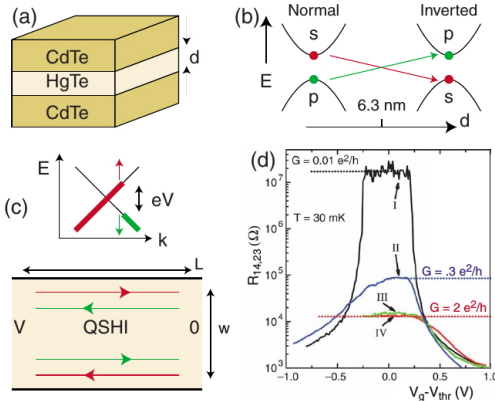 (a)
CdTe
HgTe
CdTe
d
(b)
Normal
Inverted
s
p
E
p
s
6.3 nm
d
(c)
E
eV
k
L
V
QSHI
0
w
(d)
G = 0.01 e²/h
I
T = 30 mK
II
G = .3 e²/h
III
G = 2 e²/h
IV
R₁₄,₂₃ (Ω)
10⁷
10⁶
10⁵
10⁴
10³
−1.0
−0.5
0.0
0.5
1.0
V_g-V_thr (V)